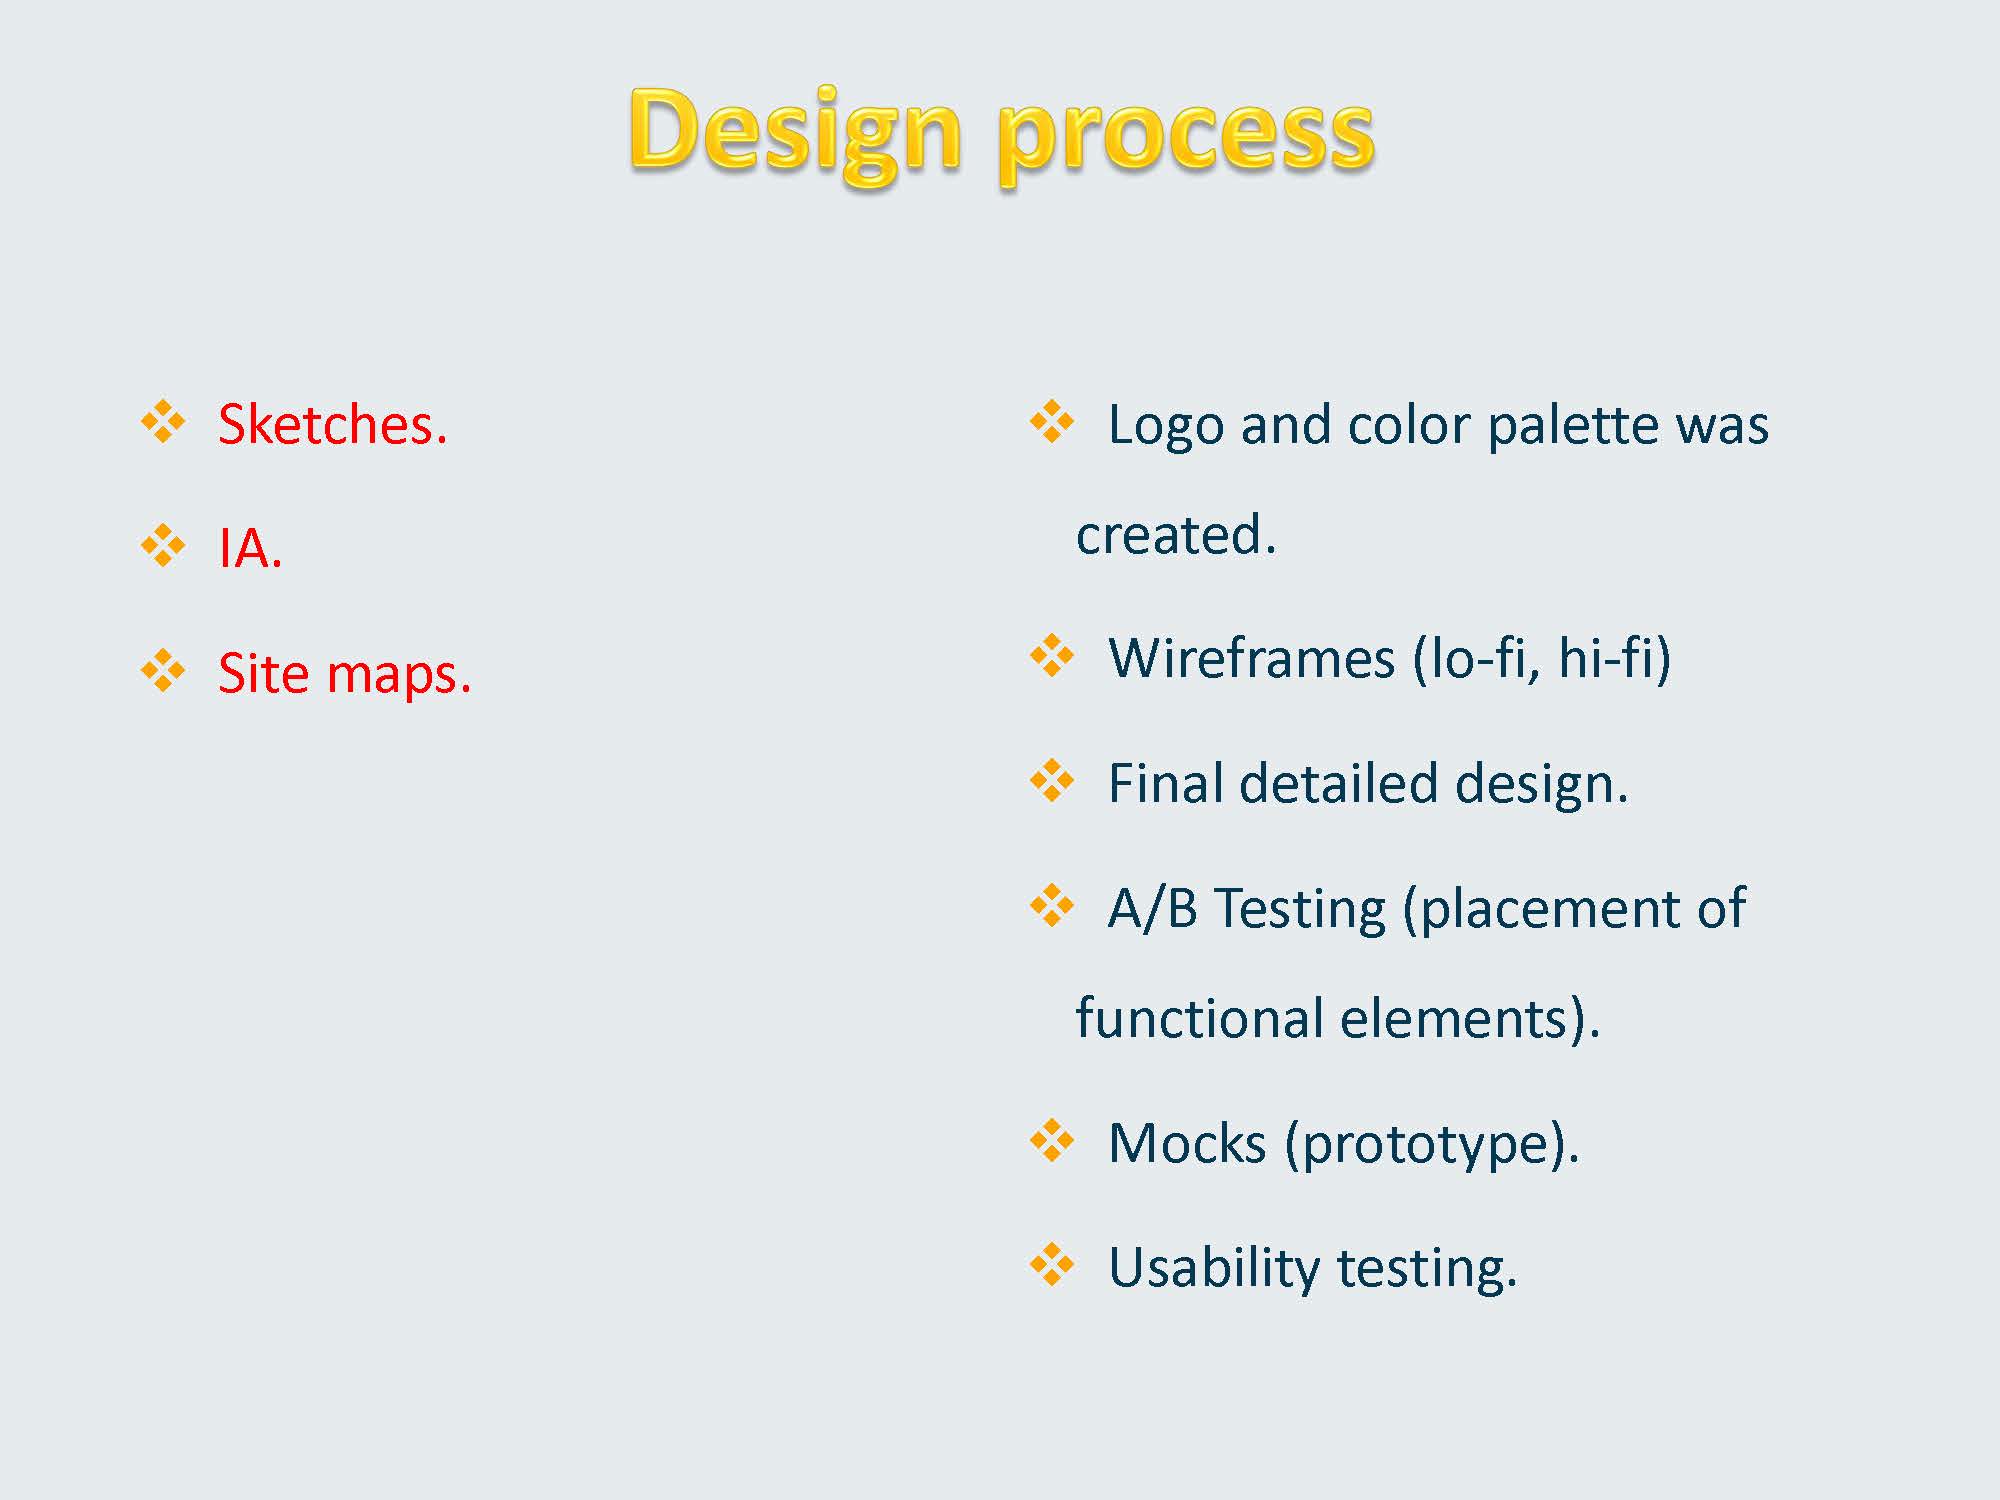 Design process
Sketches.
IA.
Site maps.
Logo and color palette was
created.
Wireframes (lo-fi, hi-fi)
Final detailed design.
A/B Testing (placement of
functional elements).
Mocks (prototype).
Usability testing.